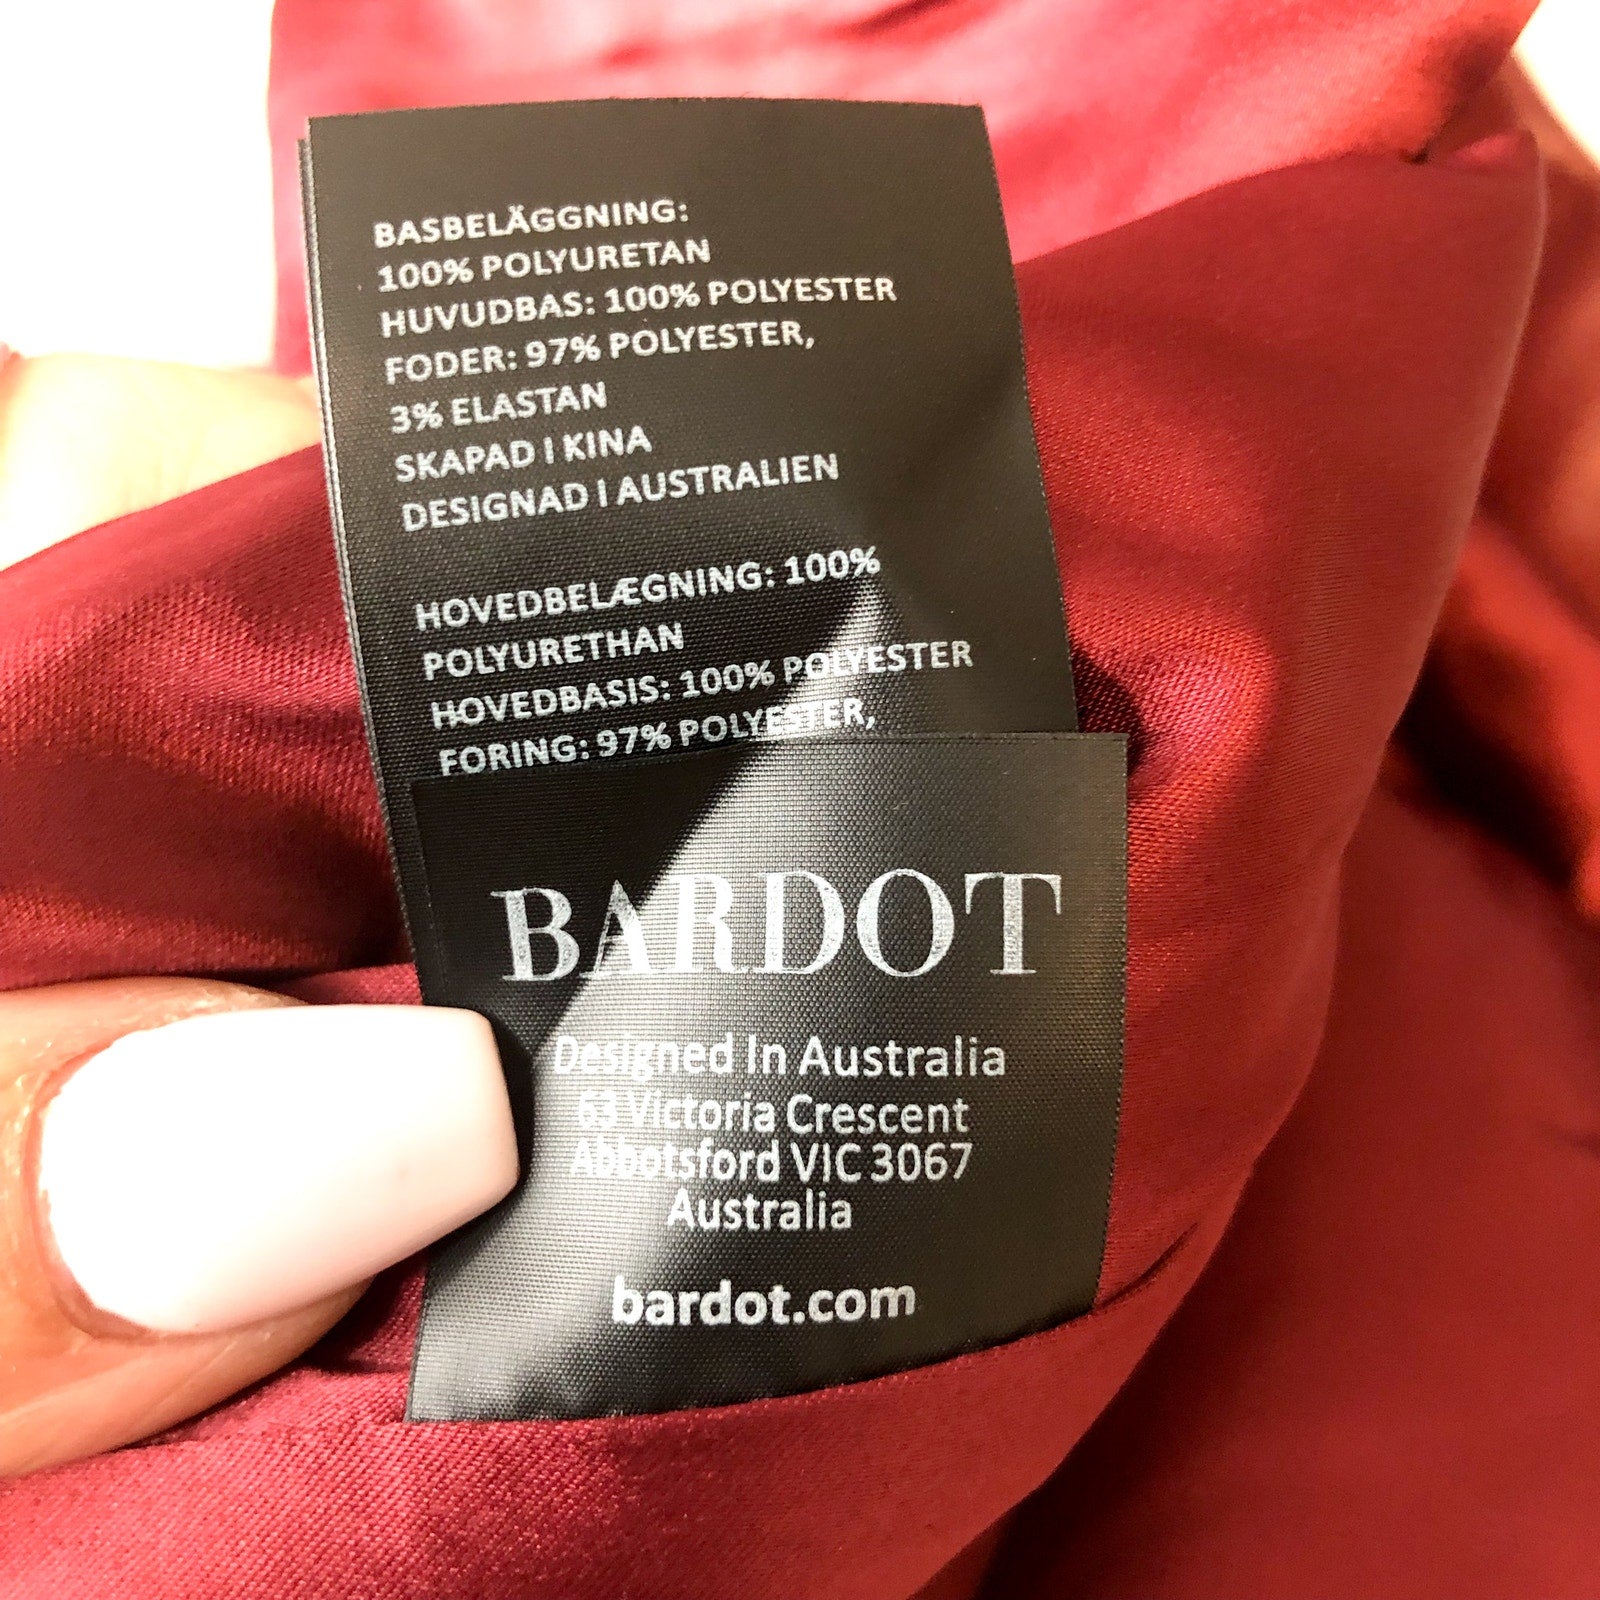 BASBELÄGGNING:
100% POLYURETAN
HUVUDBAS: 100% POLYESTER
FODER: 97% POLYESTER,
3% ELASTAN
SKAPAD I KINA
DESIGNAD I AUSTRALIEN
HOVEDBELÆGNING: 100%
POLYURETHAN
HOVEDBASIS: 100% POLYESTER
FORING: 97% POLYESTER,
BARDOT
Designed In Australia
63 Victoria Crescent
Abbotsford VIC 3067
Australia
bardot.com